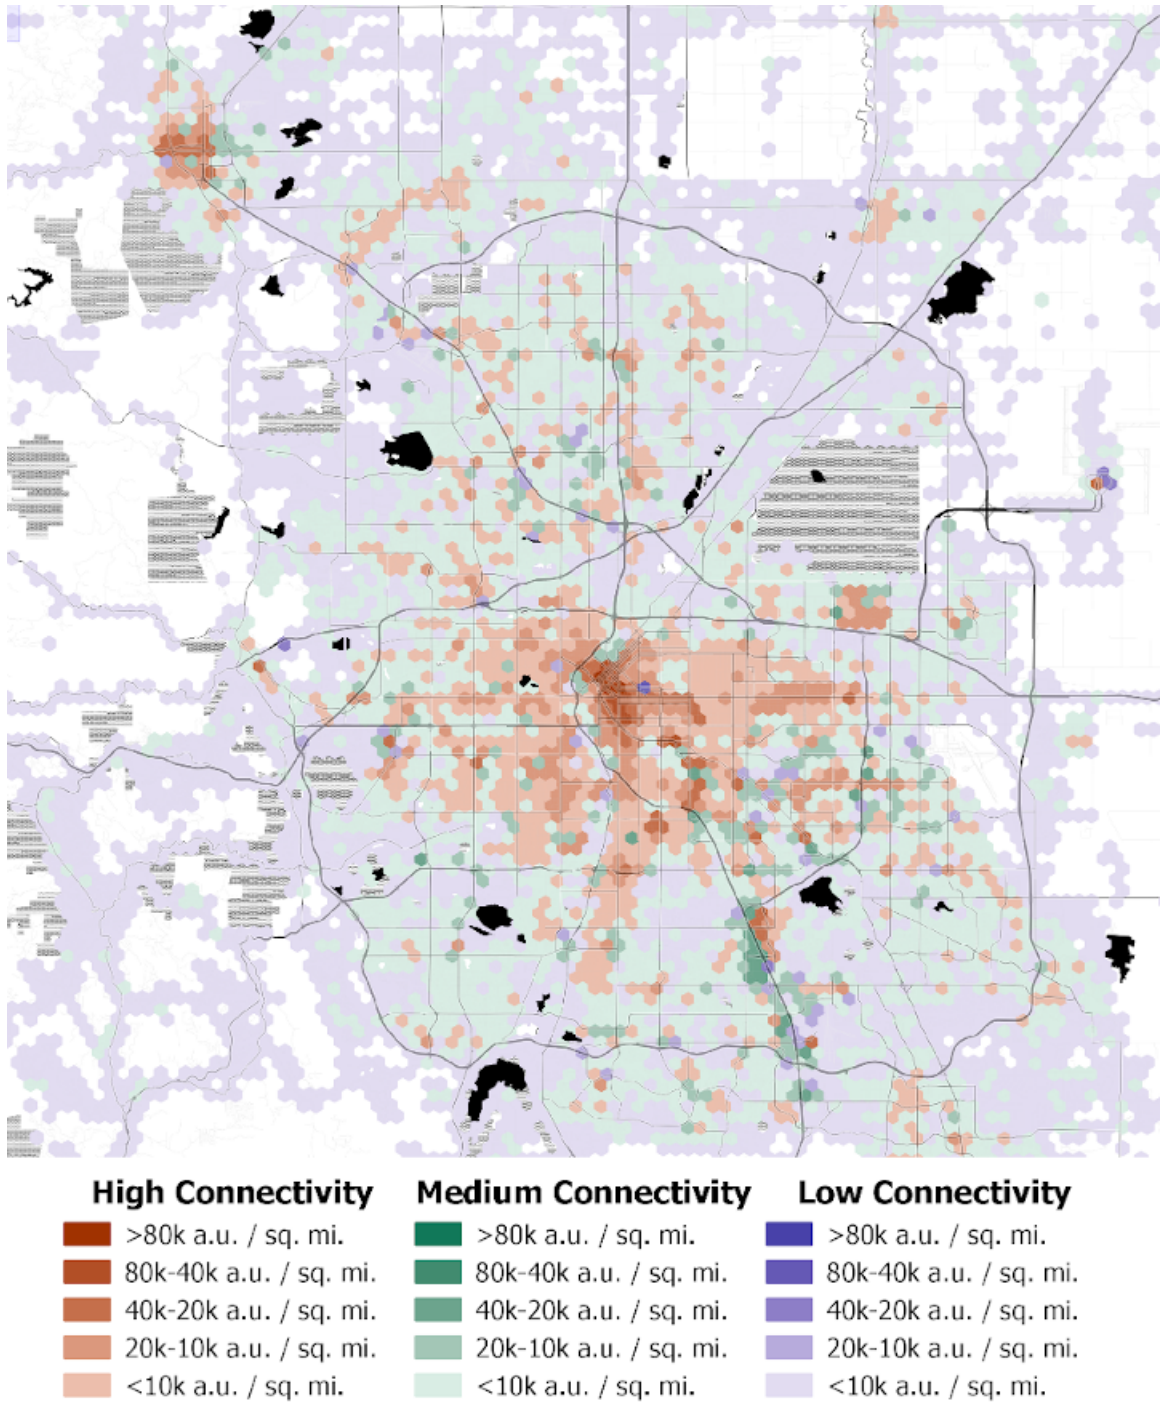 High Connectivity Medium Connectivity Low Connectivity
>80k a.u. / sq. mi. >80k a.u. / sq. mi. >80k a.u. / sq. mi.
80k-40k a.u. / sq. mi. 80k-40k a.u. / sq. mi. 80k-40k a.u. / sq. mi.
40k-20k a.u. / sq. mi. 40k-20k a.u. / sq. mi. 40k-20k a.u. / sq. mi.
20k-10k a.u. / sq. mi. 20k-10k a.u. / sq. mi. 20k-10k a.u. / sq. mi.
<10k a.u. / sq. mi. <10k a.u. / sq. mi. <10k a.u. / sq. mi.